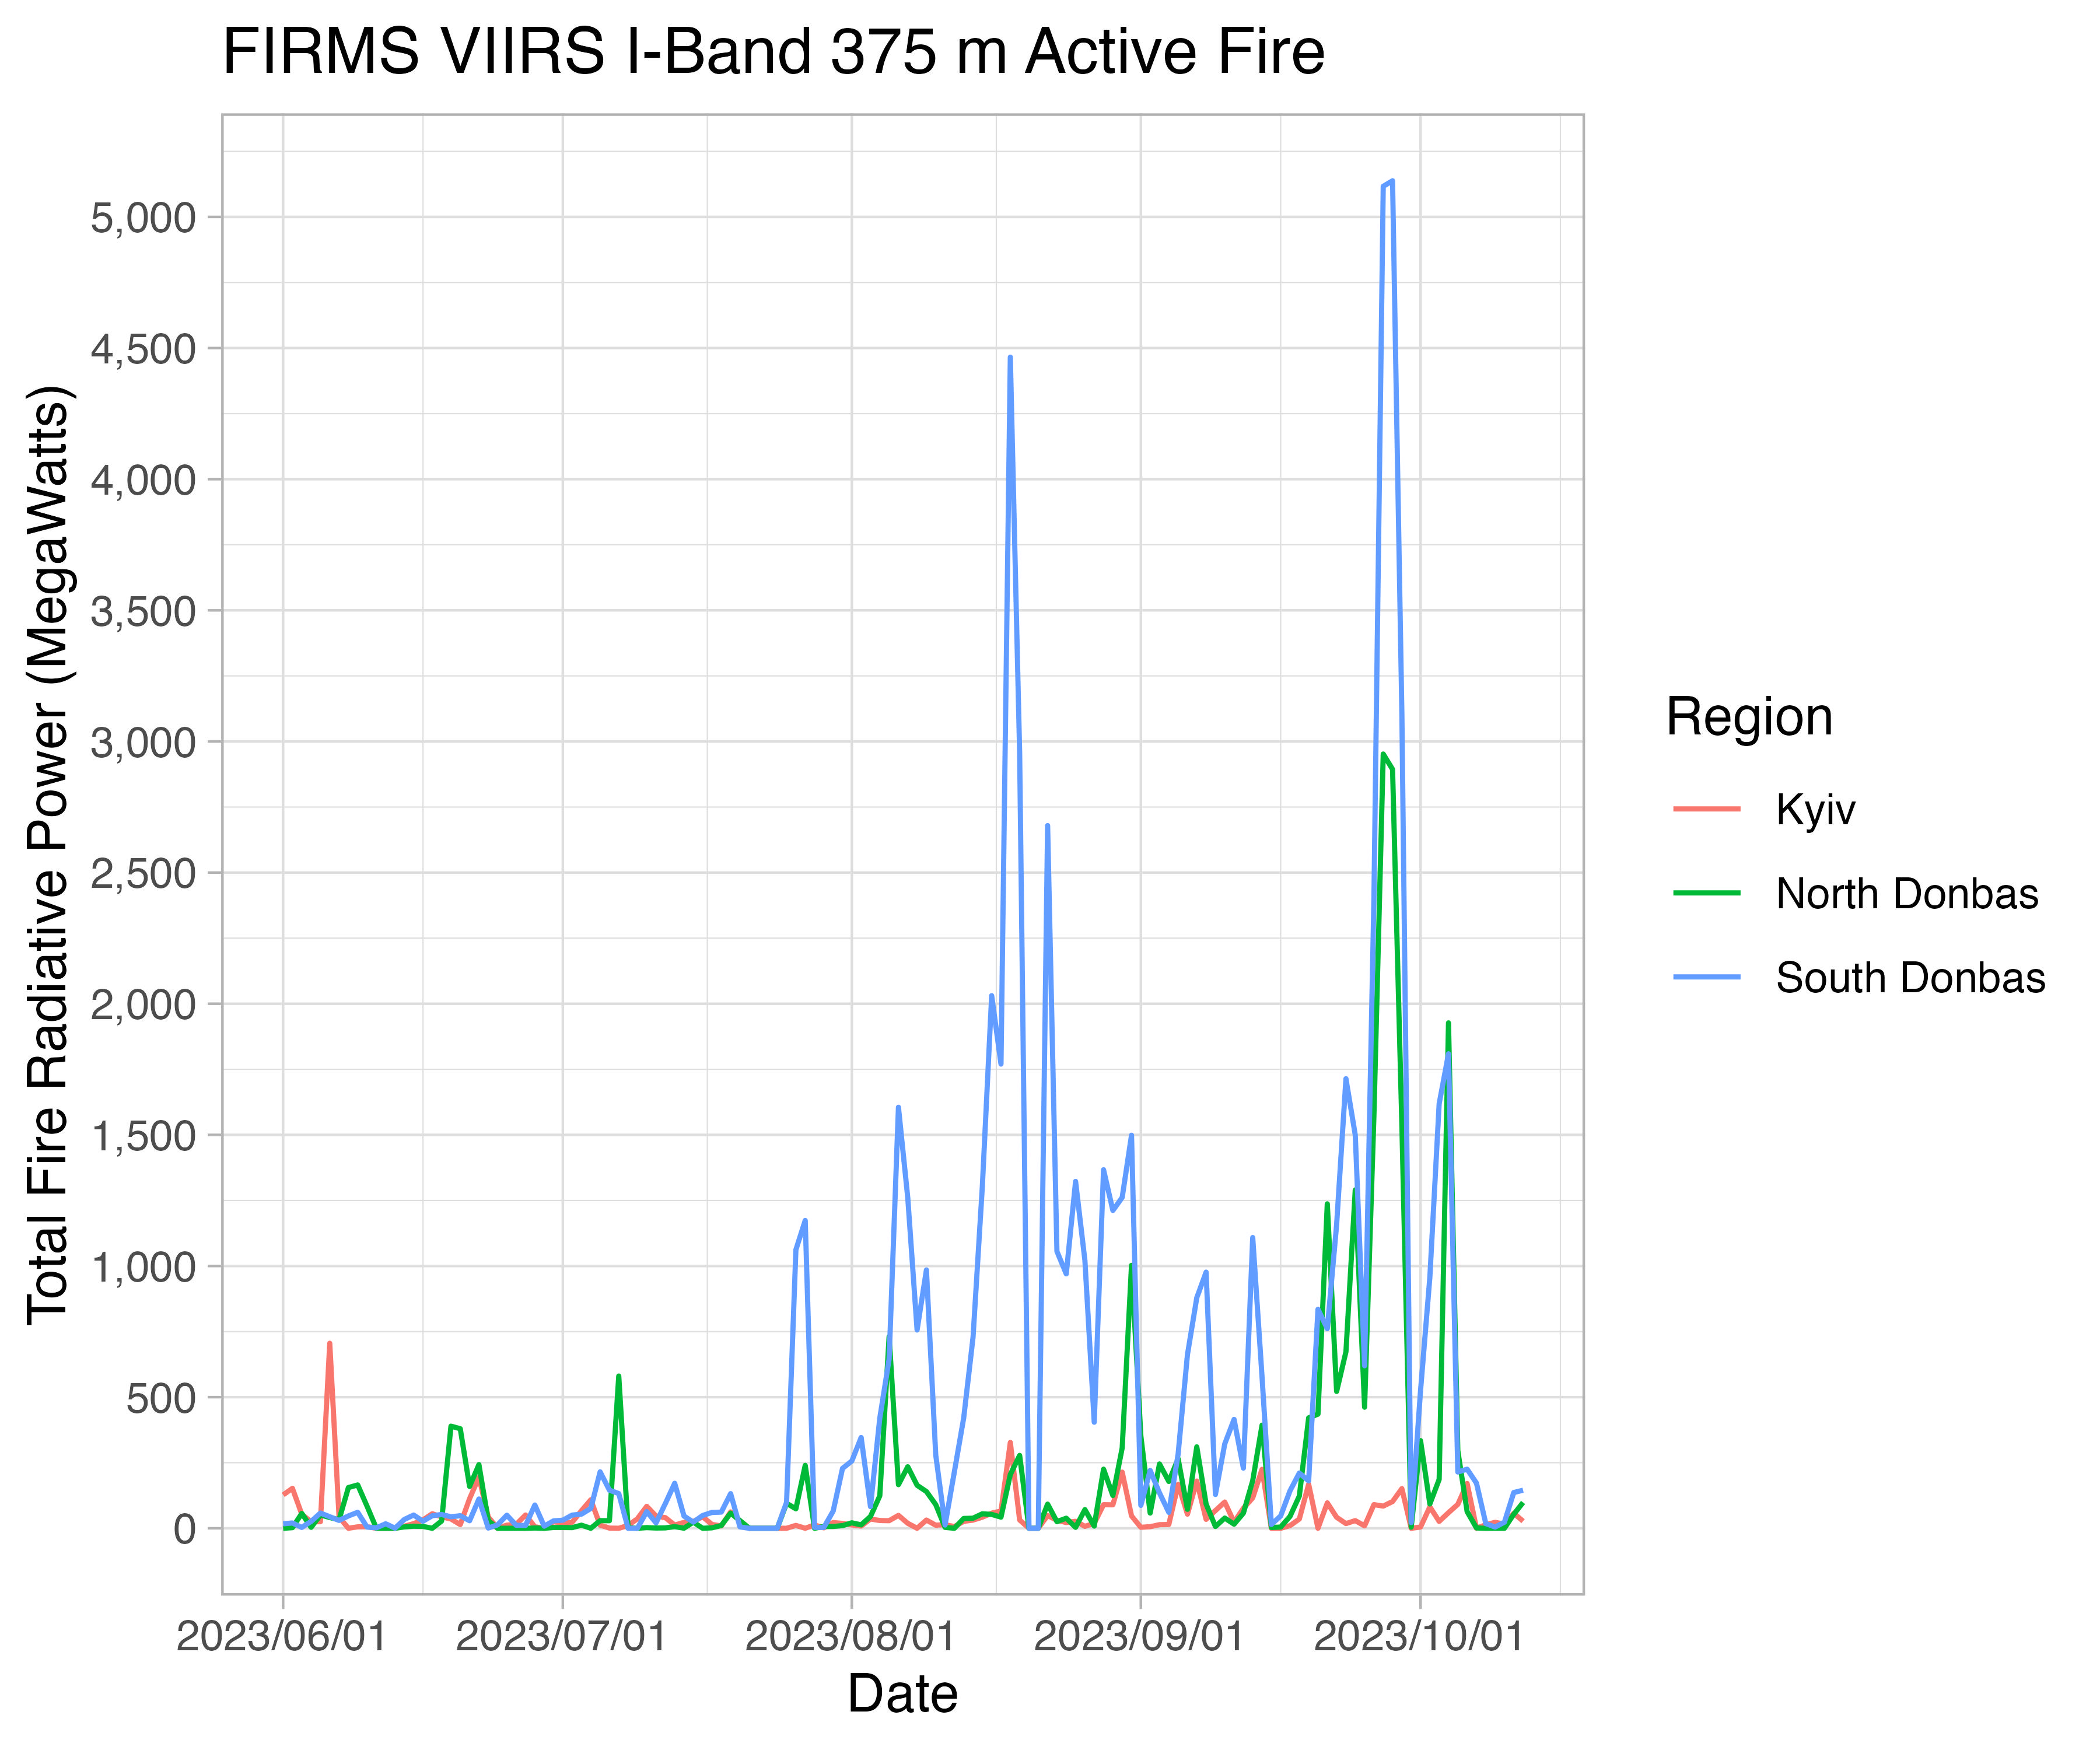 FIRMS VIIRS I-Band 375 m Active Fire
Total Fire Radiative Power (MegaWatts)
5,000
4,500
4,000
3,500
3,000
2,500
2,000
1,500
1,000
500
0
2023/06/01
2023/07/01
2023/08/01
2023/09/01
2023/10/01
Date
Region
Kyiv
North Donbas
South Donbas